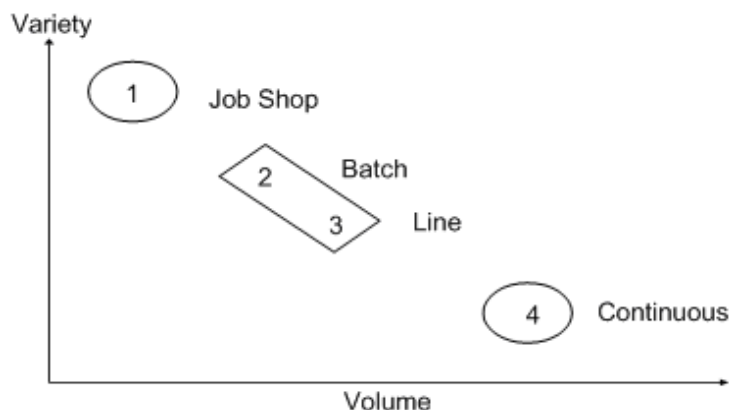 Variety
1
Job Shop
2
Batch
3
Line
4
Continuous
Volume